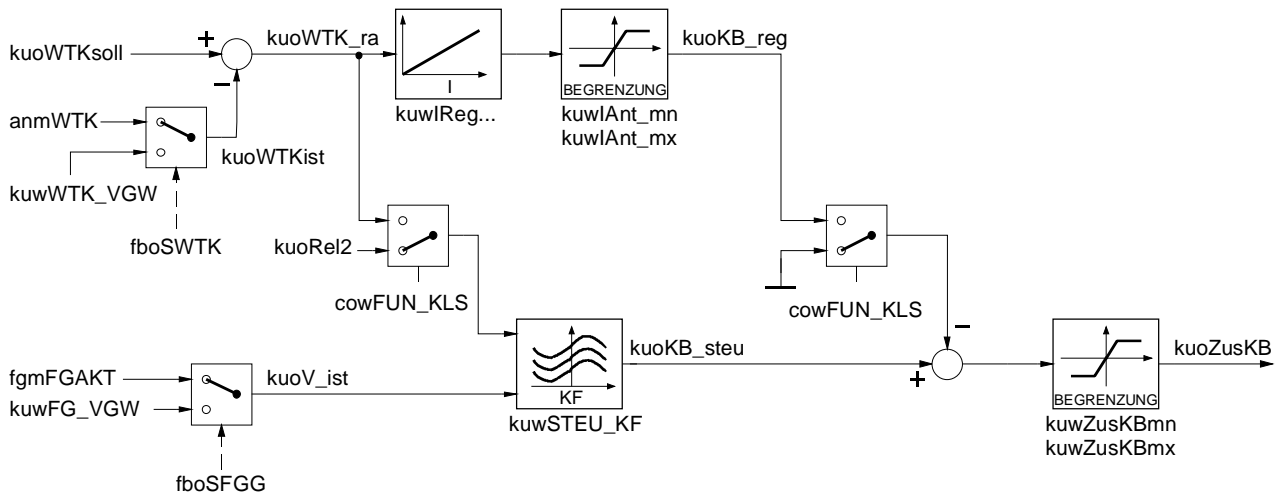 kuoWTKsoll
+
kuoWTK_ra
I
kuwIReg...
BEGRENZUNG
kuwIAnt_mn
kuwIAnt_mx
kuoKB_reg
−
anmWTK
kuoWTKist
kuwWTK_VGW
fboSWTK
kuoRel2
cowFUN_KLS
cowFUN_KLS
−
fgmFGAKT
kuoV_ist
kuwFG_VGW
fboSFGG
KF
kuwSTEU_KF
kuoKB_steu
+
BEGRENZUNG
kuwZusKBmn
kuwZusKBmx
kuoZusKB